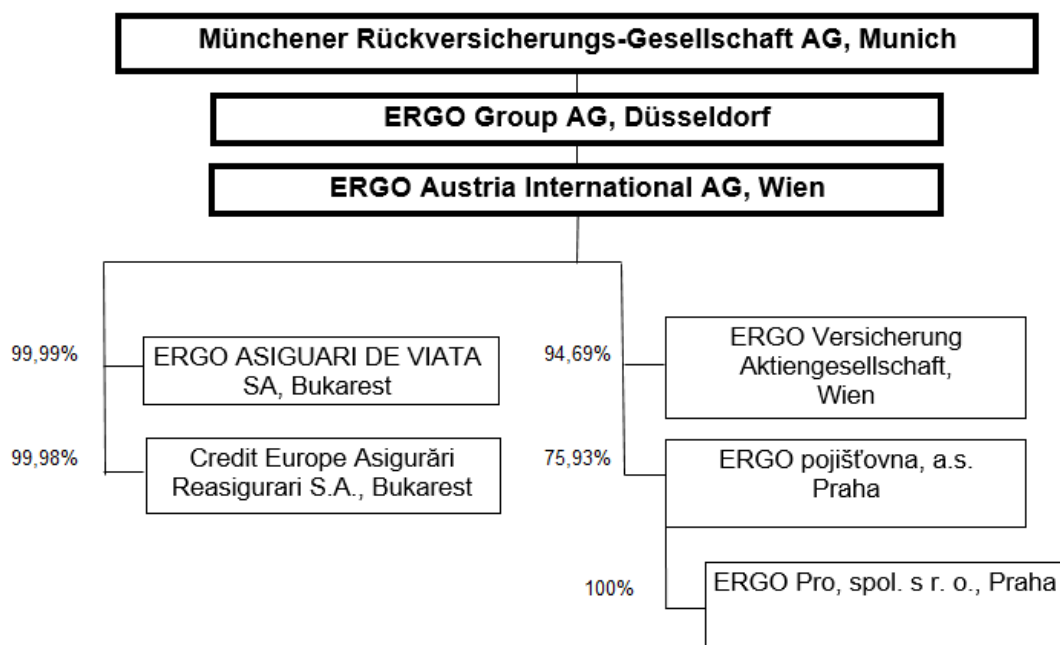 Münchener Rückversicherungs-Gesellschaft AG, Munich
ERGO Group AG, Düsseldorf
ERGO Austria International AG, Wien
99,99%
ERGO ASIGUARI DE VIATA
SA, Bukarest
94,69%
ERGO Versicherung
Aktiengesellschaft,
Wien
99,98%
Credit Europe Asigurări
Reasigurari S.A., Bukarest
75,93%
ERGO pojišťovna, a.s.
Praha
100%
ERGO Pro, spol. s r. o., Praha